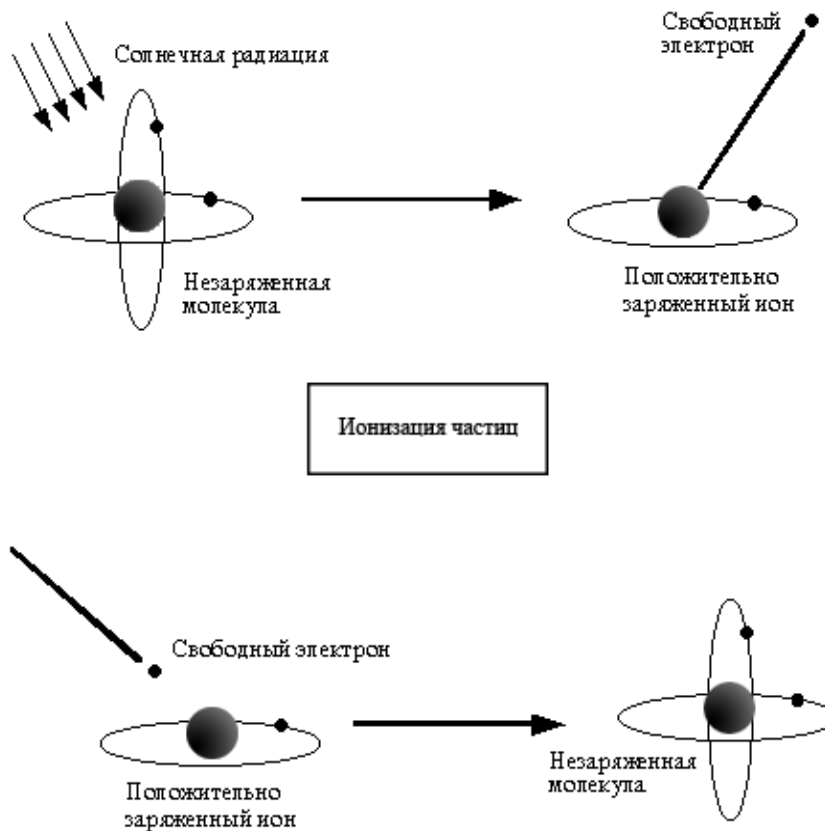 Солнечная радиация
Свободный
электрон
Незаряженная
молекула
Положительно
заряженный ион
Ионизация частиц
Свободный электрон
Положительно
заряженный ион
Незаряженная
молекула